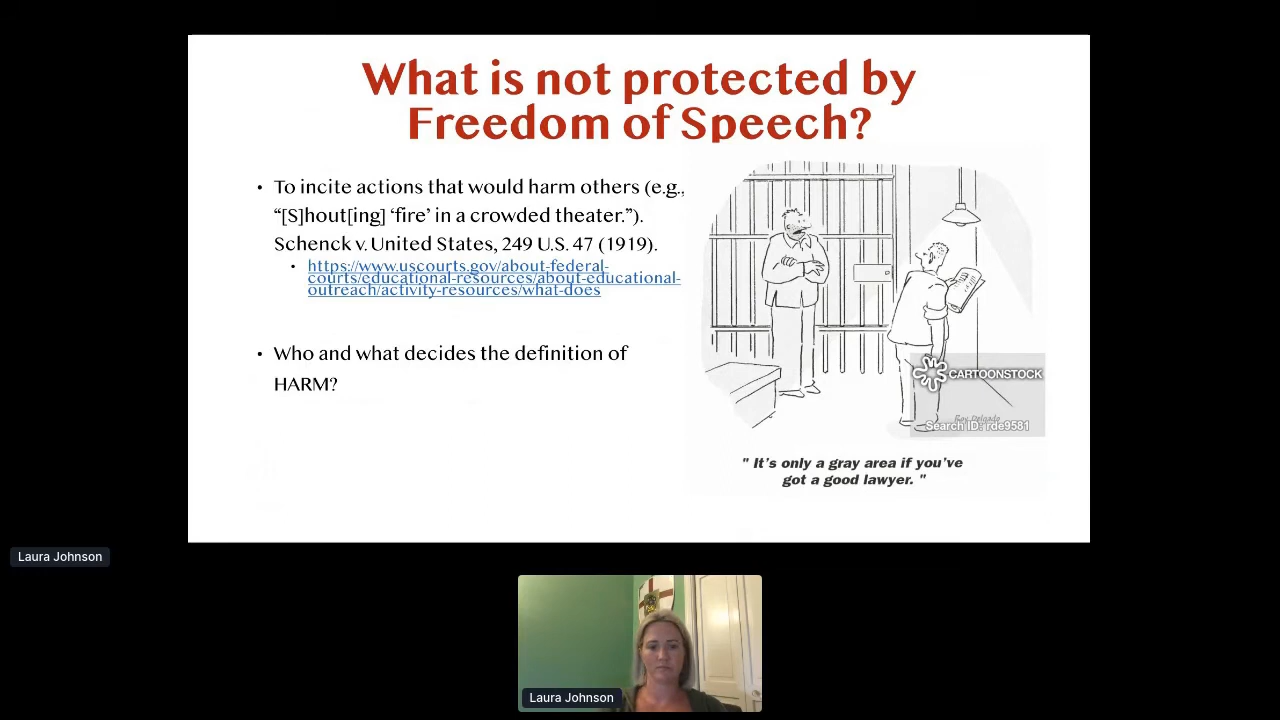 What is not protected by
Freedom of Speech?
• To incite actions that would harm others (e.g.,
“[S]hout[ing] ‘fire’ in a crowded theater.”).
Schenck v. United States, 249 U.S. 47 (1919).
• https://www.uscourts.gov/about-federal-
courts/educational-resources/about-educational-
outreach/activity-resources/what-does
• Who and what decides the definition of
HARM?
CARTOONSTOCK
Roy Delgado
Search ID: rde9581
" It's only a gray area if you've
got a good lawyer. "
Laura Johnson
Laura Johnson